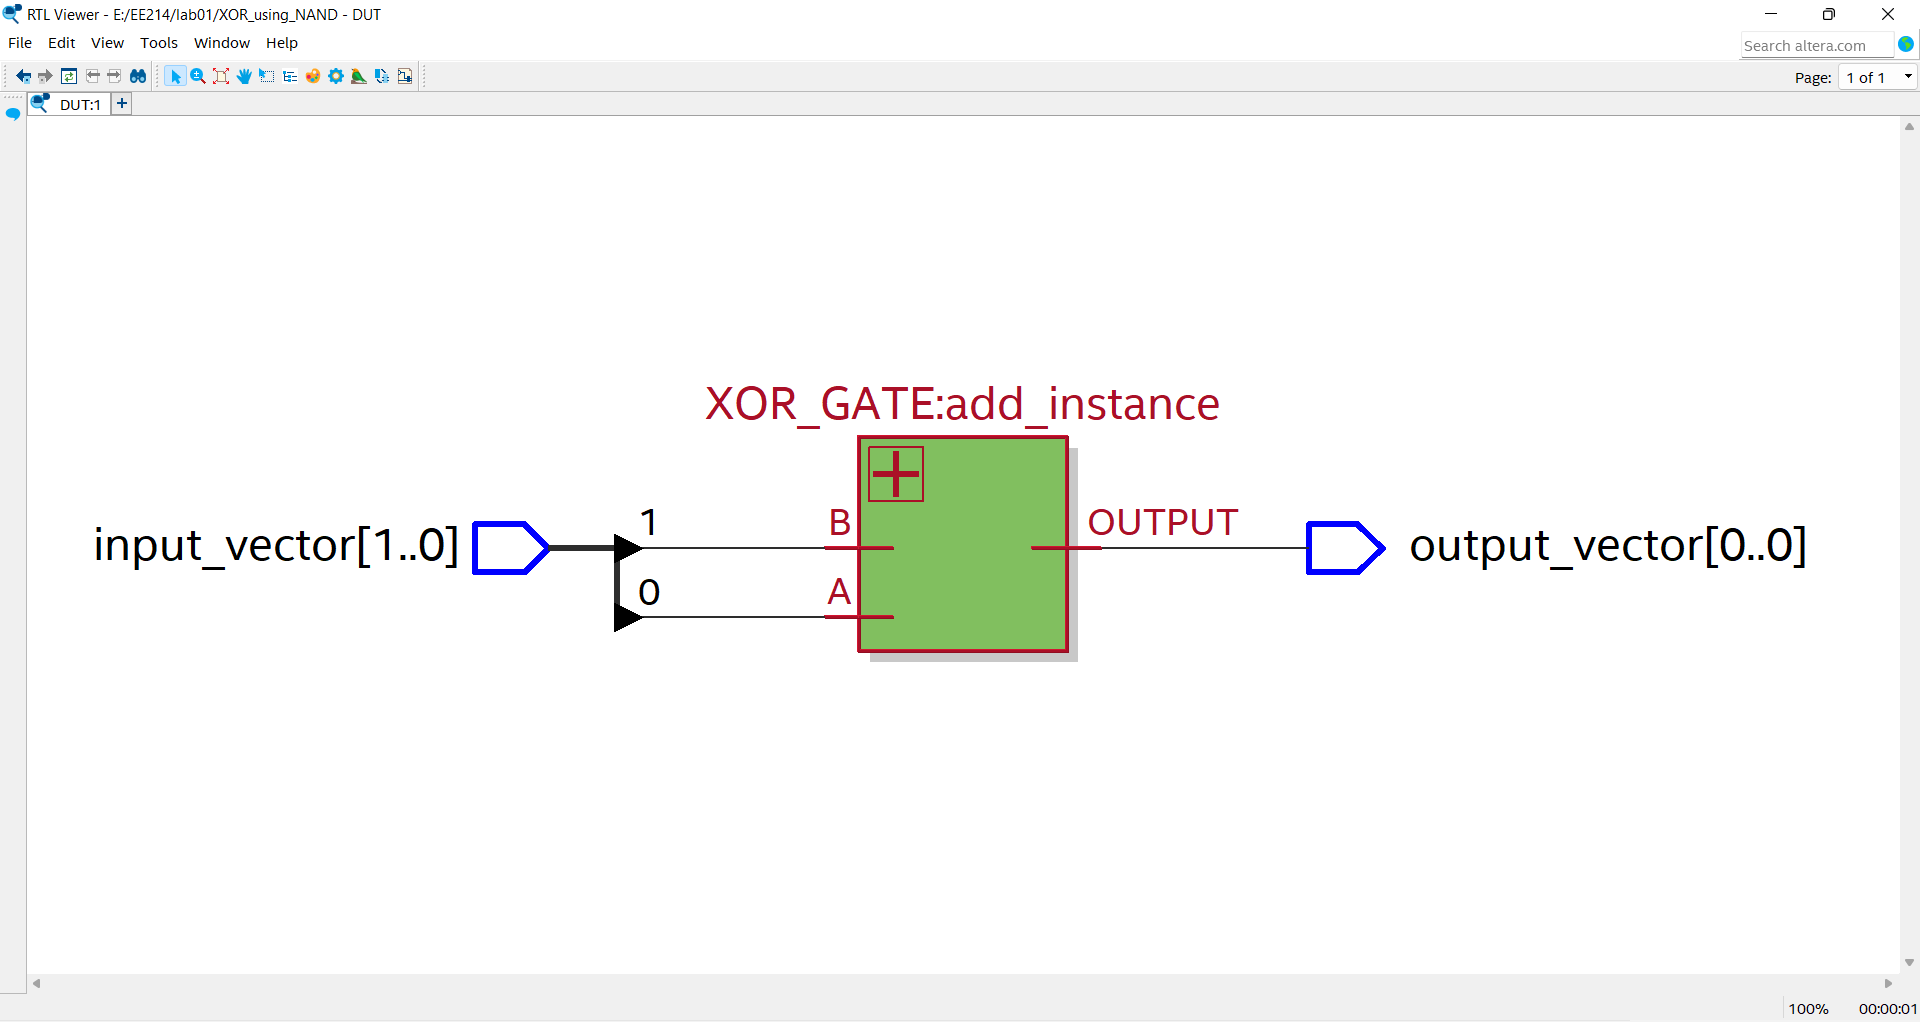 RTL Viewer - E:/EE214/lab01/XOR_using_NAND - DUT
File Edit View Tools Window Help
Search altera.com
Page: 1 of 1
DUT:1
XOR_GATE:add_instance
input_vector[1..0]
1
0
B
A
OUTPUT
output_vector[0..0]
100% 00:00:01